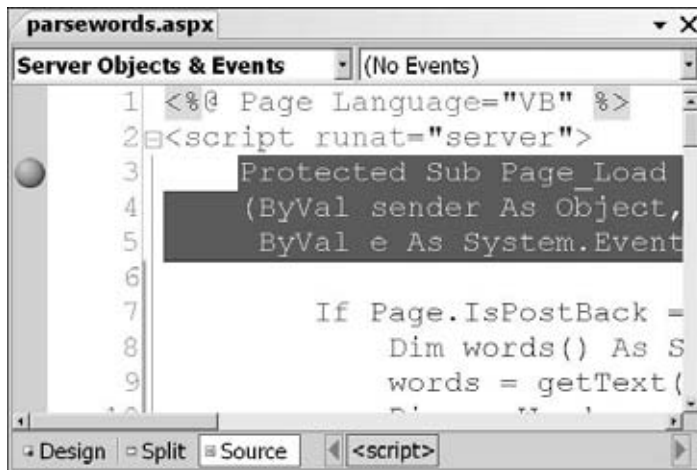 parsewords.aspx
Server Objects & Events (No Events)
1 <%@ Page Language="VB" %>
2 <script runat="server">
3 Protected Sub Page_Load
4 (ByVal sender As Object,
5 ByVal e As System.Event
6
7 If Page.IsPostBack =
8 Dim words() As S
9 words = getText(
Design Split Source <script>